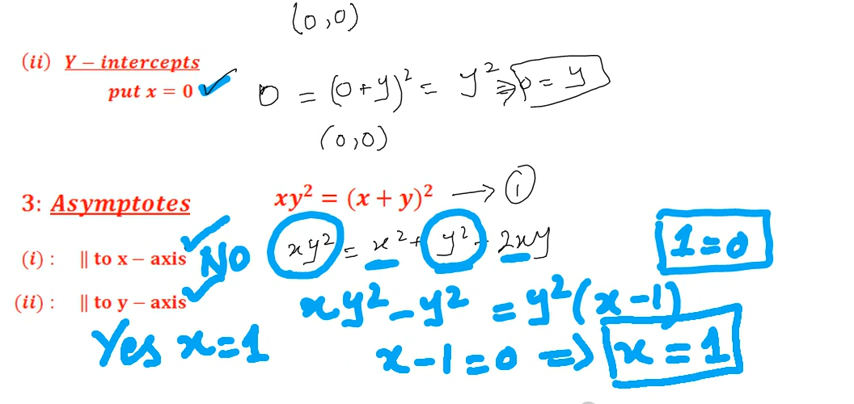 (0,0)
(ii) Y – intercepts
put x = 0 ✓ 0 = (0+y)² = y² ⇒ 0 = y
(0,0)
3: Asymptotes xy² = (x + y)² → ①
(i) : || to x – axis ✓ NO xy² = x² + y² + 2xy 1=0
(ii) : || to y – axis ✓ xy² – y² = y²(x–1)
Yes x=1 x–1=0 ⇒ x=1